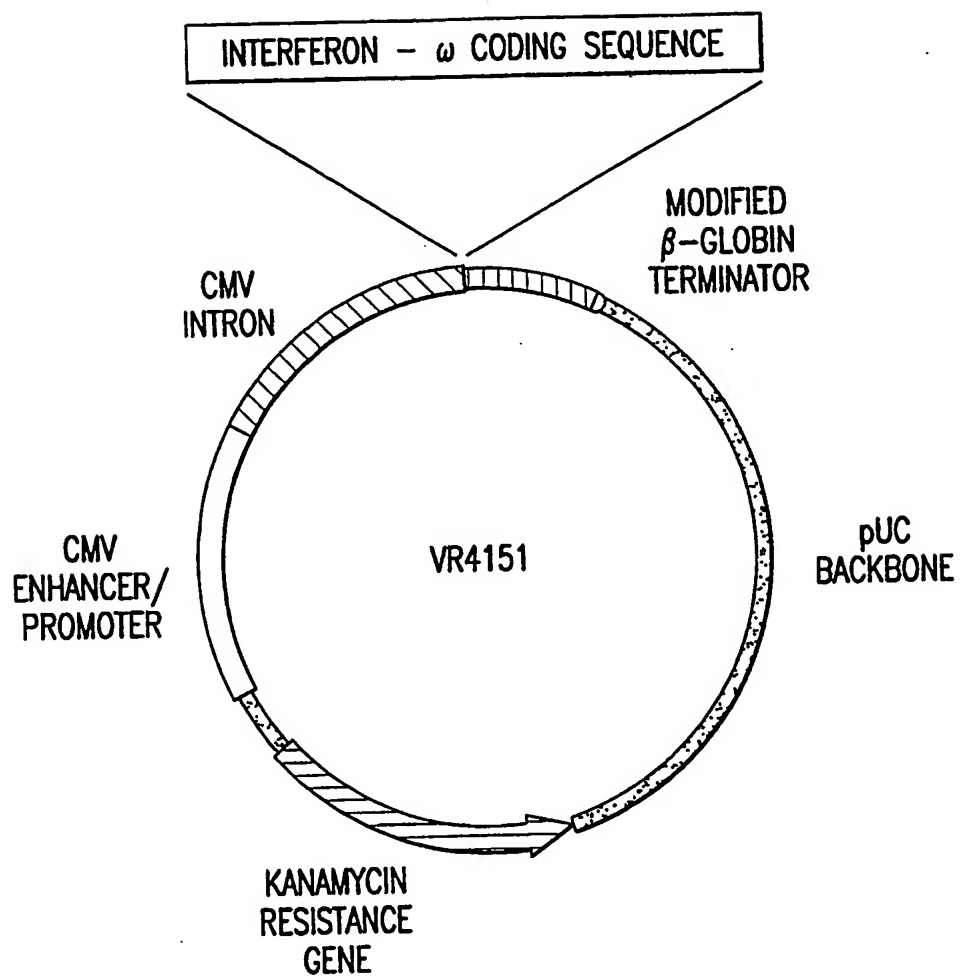 INTERFERON - ω CODING SEQUENCE
MODIFIED
β-GLOBIN
TERMINATOR
CMV
INTRON
VR4151
pUC
BACKBONE
CMV
ENHANCER/
PROMOTER
KANAMYCIN
RESISTANCE
GENE